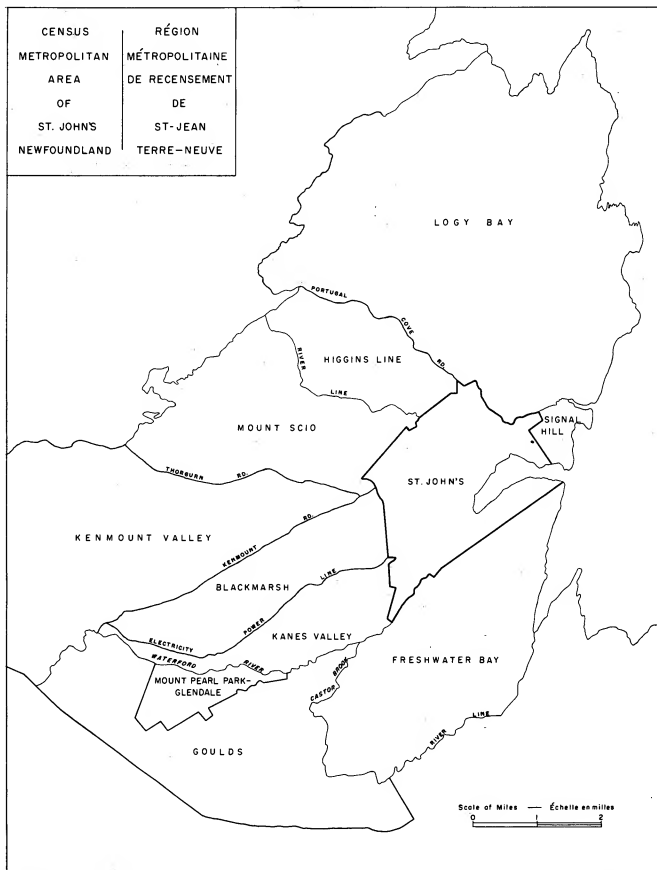 CENSUS
METROPOLITAN
AREA
OF
ST. JOHN'S
NEWFOUNDLAND
RÉGION
MÉTROPOLITAINE
DE RECENSEMENT
DE
ST-JEAN
TERRE-NEUVE
LOGY BAY
PORTUGAL COVE RD.
HIGGINS LINE
RIVER LINE
MOUNT SCIO
SIGNAL
HILL
ST. JOHN'S
THORBURN RD.
KENMOUNT VALLEY
KENMOUNT RD.
BLACKMARSH
ELECTRICITY POWER LINE
KANES VALLEY
WATERFORD RIVER
MOUNT PEARL PARK-
GLENDALE
CASTOR BROOK
FRESHWATER BAY
RIVER LINE
GOULDS
Scale of Miles — Échelle en milles
0 1 2